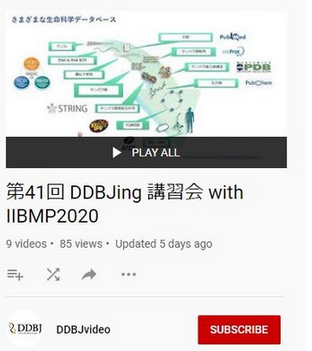 さまざまな生命科学データベース
PubMed
PDB
STRING
PubChem
PLAY ALL
第41回 DDBJing 講習会 with
IIBMP2020
9 videos • 85 views • Updated 5 days ago
DDBJ
DDBJvideo
SUBSCRIBE